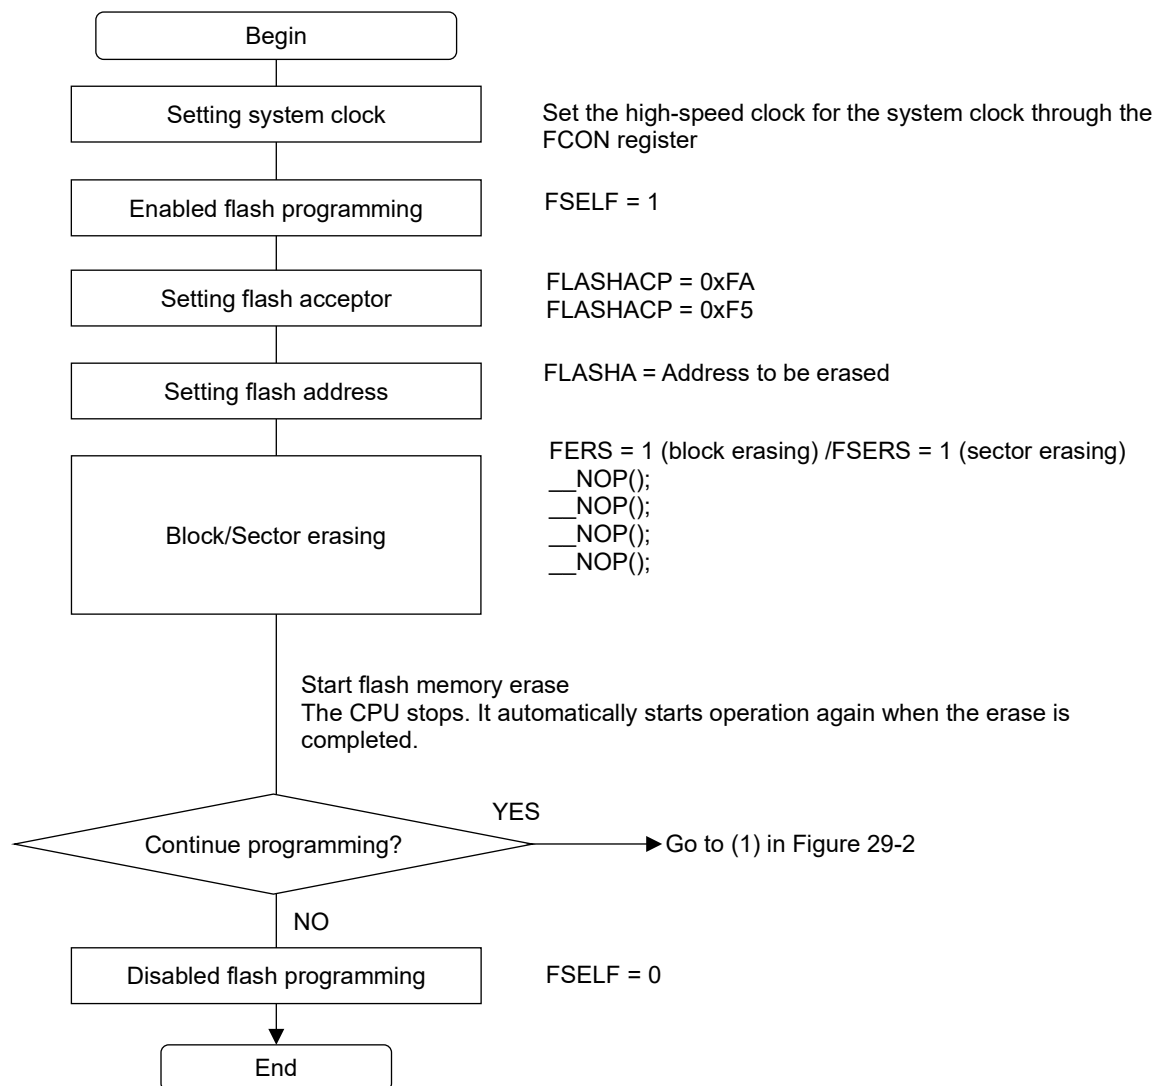 Begin
Setting system clock
Set the high-speed clock for the system clock through the
FCON register
Enabled flash programming
FSELF = 1
Setting flash acceptor
FLASHACP = 0xFA
FLASHACP = 0xF5
Setting flash address
FLASHA = Address to be erased
Block/Sector erasing
FERS = 1 (block erasing) /FSERS = 1 (sector erasing)
__NOP();
__NOP();
__NOP();
__NOP();
Start flash memory erase
The CPU stops. It automatically starts operation again when the erase is
completed.
Continue programming?
YES
Go to (1) in Figure 29-2
NO
Disabled flash programming
FSELF = 0
End